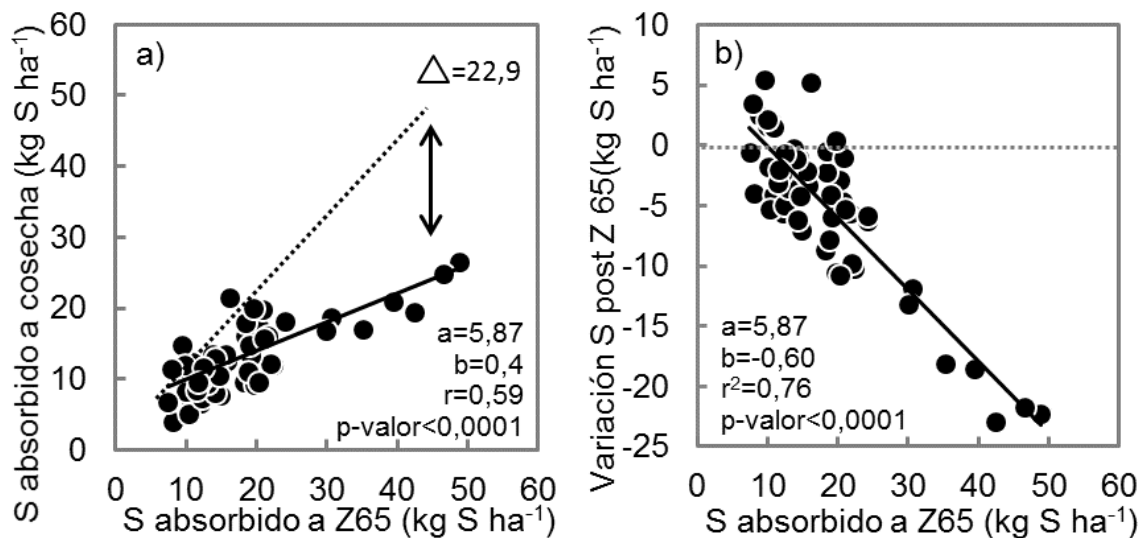 a)
S absorbido a cosecha (kg S ha-1)
60
50
40
30
20
10
0
△=22,9
a=5,87
b=0,4
r=0,59
p-valor<0,0001
0 10 20 30 40 50 60
S absorbido a Z65 (kg S ha-1)
b)
Variación S post Z 65(kg S ha-1)
10
5
0
-5
-10
-15
-20
-25
a=5,87
b=-0,60
r2=0,76
p-valor<0,0001
0 10 20 30 40 50 60
S absorbido a Z65 (kg S ha-1)